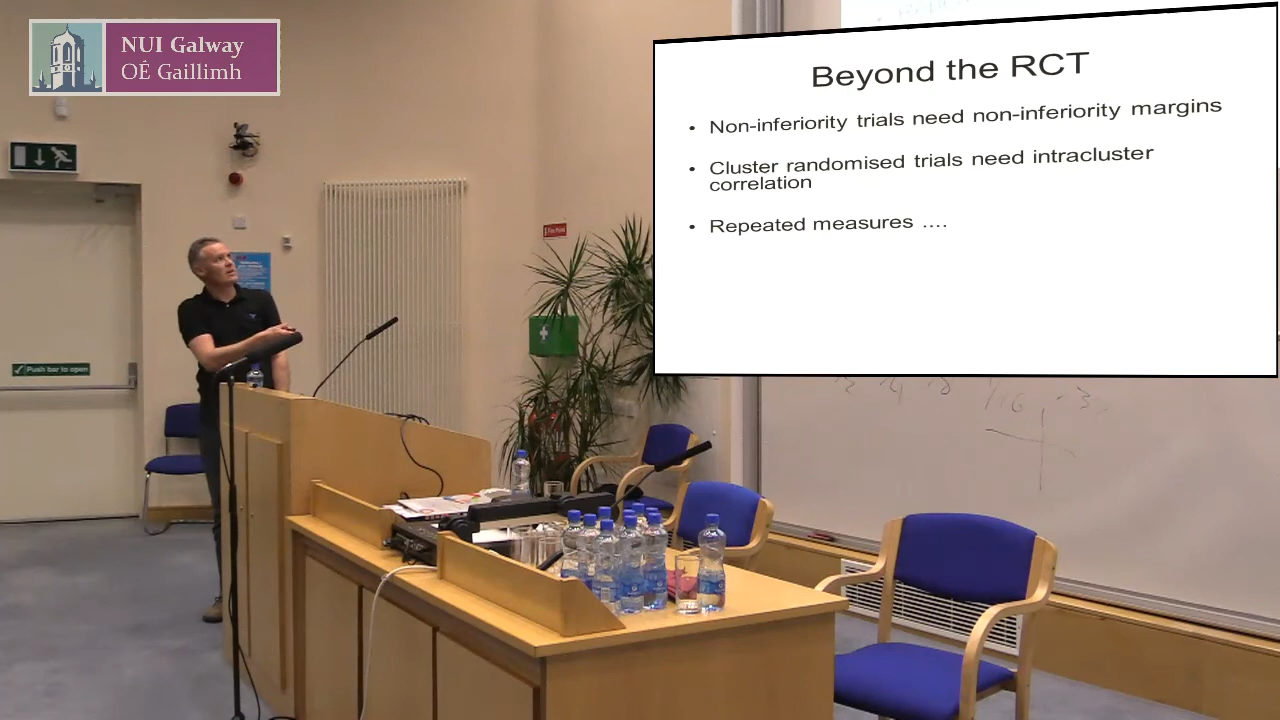 NUI Galway
OÉ Gaillimh
Beyond the RCT
• Non-inferiority trials need non-inferiority margins
• Cluster randomised trials need intracluster
correlation
• Repeated measures ....
Push bar to open